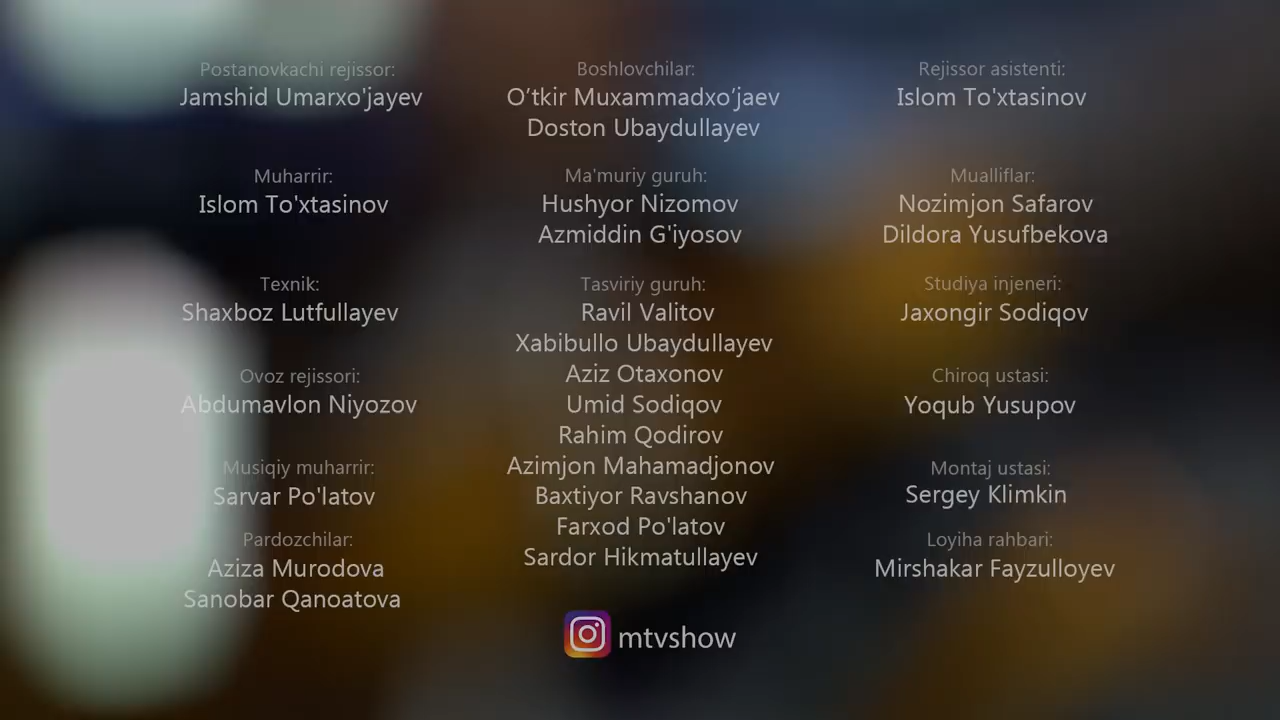 Postanovkachi rejissor:
Jamshid Umarxo'jayev
Muharrir:
Islom To'xtasinov
Texnik:
Shaxboz Lutfullayev
Ovoz rejissori:
Abdumavlon Niyozov
Musiqiy muharrir:
Sarvar Po'latov
Pardozchilar:
Aziza Murodova
Sanobar Qanoatova
Boshlovchilar:
O‘tkir Muxammadxo‘jaev
Doston Ubaydullayev
Ma'muriy guruh:
Hushyor Nizomov
Azmiddin G'iyosov
Tasviriy guruh:
Ravil Valitov
Xabibullo Ubaydullayev
Aziz Otaxonov
Umid Sodiqov
Rahim Qodirov
Azimjon Mahamadjonov
Baxtiyor Ravshanov
Farxod Po'latov
Sardor Hikmatullayev
Rejissor asistenti:
Islom To'xtasinov
Mualliflar:
Nozimjon Safarov
Dildora Yusufbekova
Studiya injeneri:
Jaxongir Sodiqov
Chiroq ustasi:
Yoqub Yusupov
Montaj ustasi:
Sergey Klimkin
Loyiha rahbari:
Mirshakar Fayzulloyev
mtvshow